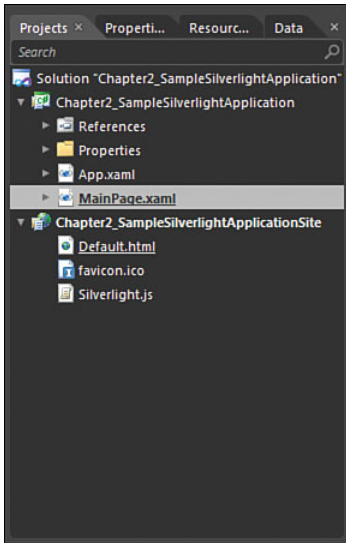 Projects × Properti... Resourc... Data ×
Search
Solution "Chapter2_SampleSilverlightApplication"
Chapter2_SampleSilverlightApplication
References
Properties
App.xaml
MainPage.xaml
Chapter2_SampleSilverlightApplicationSite
Default.html
favicon.ico
Silverlight.js